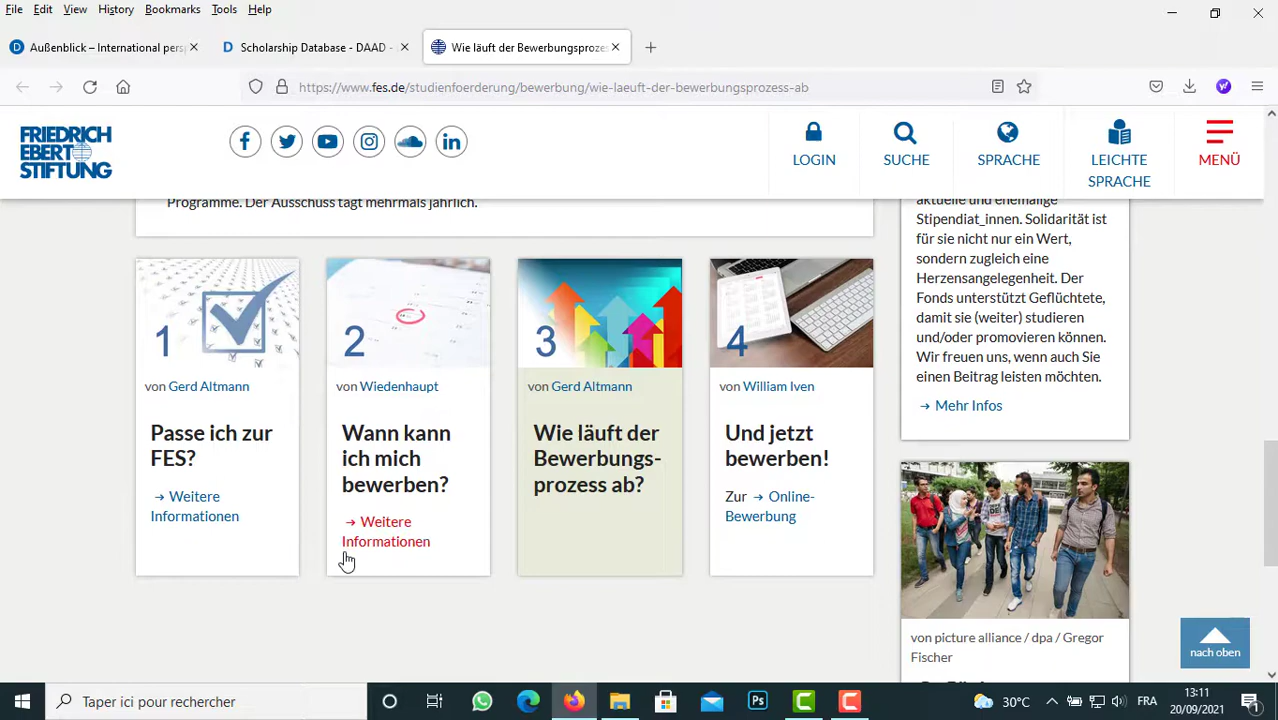 File Edit View History Bookmarks Tools Help
Außenblick – International persp
Scholarship Database - DAAD -
Wie läuft der Bewerbungsprozes
https://www.fes.de/studienfoerderung/bewerbung/wie-laeuft-der-bewerbungsprozess-ab
FRIEDRICH
EBERT
STIFTUNG
LOGIN
SUCHE
SPRACHE
LEICHTE
SPRACHE
MENÜ
Programme. Der Ausschuss tagt mehrmals jährlich.
1
von Gerd Altmann
Passe ich zur
FES?
→ Weitere
Informationen
2
von Wiedenhaupt
Wann kann
ich mich
bewerben?
→ Weitere
Informationen
3
von Gerd Altmann
Wie läuft der
Bewerbungs-
prozess ab?
4
von William Iven
Und jetzt
bewerben!
Zur → Online-
Bewerbung
aktuelle und ehemalige
Stipendiat_innen. Solidarität ist
für sie nicht nur ein Wert,
sondern zugleich eine
Herzensangelegenheit. Der
Fonds unterstützt Geflüchtete,
damit sie (weiter) studieren
und/oder promovieren können.
Wir freuen uns, wenn auch Sie
einen Beitrag leisten möchten.
→ Mehr Infos
von picture alliance / dpa / Gregor
Fischer
nach oben
Taper ici pour rechercher
Ps
30°C
FRA
13:11
20/09/2021
1